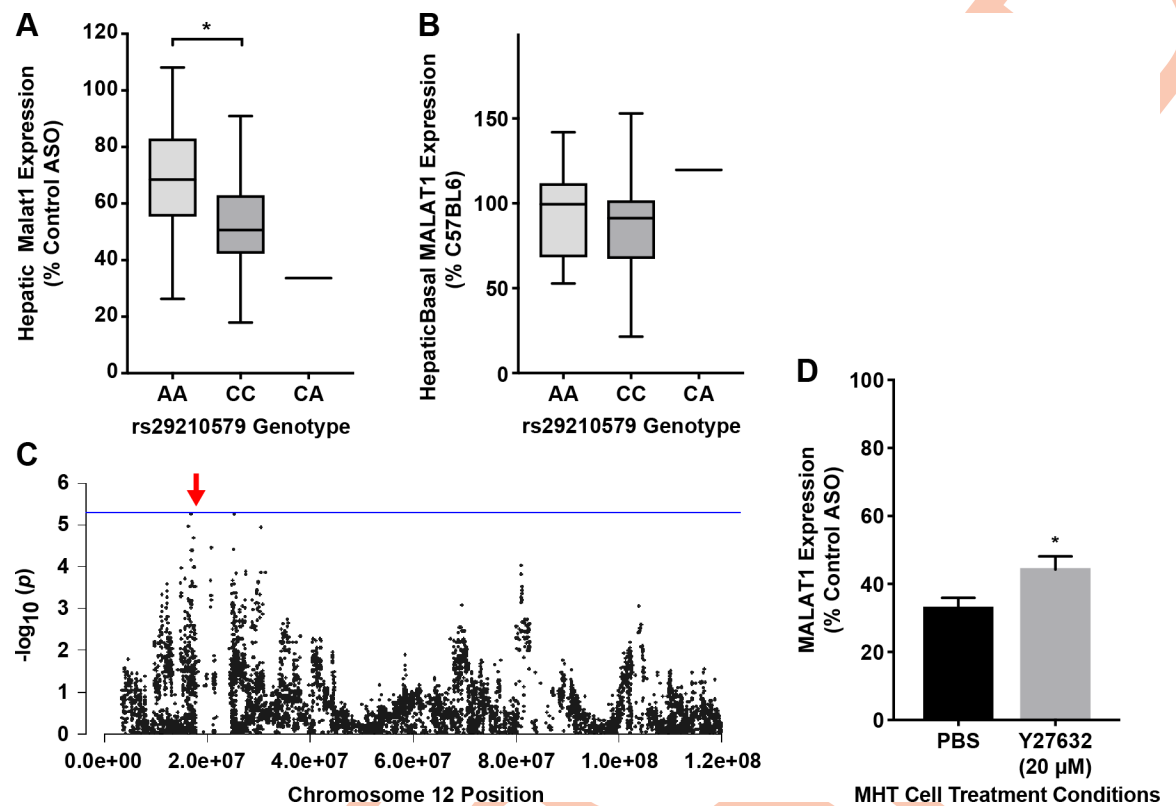 A
120
100
80
60
40
20
0
Hepatic Malat1 Expression
(% Control ASO)
*
AA CC CA
rs29210579 Genotype
B
150
100
50
0
HepaticBasal MALAT1 Expression
(% C57BL6)
AA CC CA
rs29210579 Genotype
C
6
5
4
3
2
1
0
-log10 (p)
0.0e+00 2.0e+07 4.0e+07 6.0e+07 8.0e+07 1.0e+08 1.2e+08
Chromosome 12 Position
D
100
80
60
40
20
0
MALAT1 Expression
(% Control ASO)
*
PBS Y27632
(20 µM)
MHT Cell Treatment Conditions